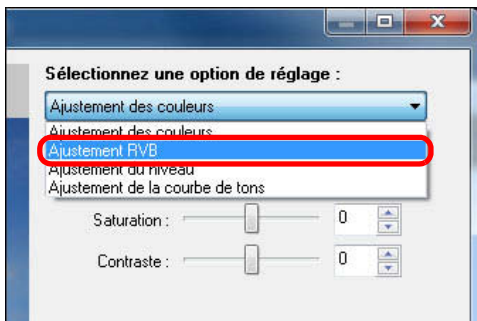 Sélectionnez une option de réglage :
Ajustement des couleurs
Ajustement des couleurs
Ajustement RVB
Ajustement du niveau
Ajustement de la courbe de tons
Saturation : 0
Contraste : 0